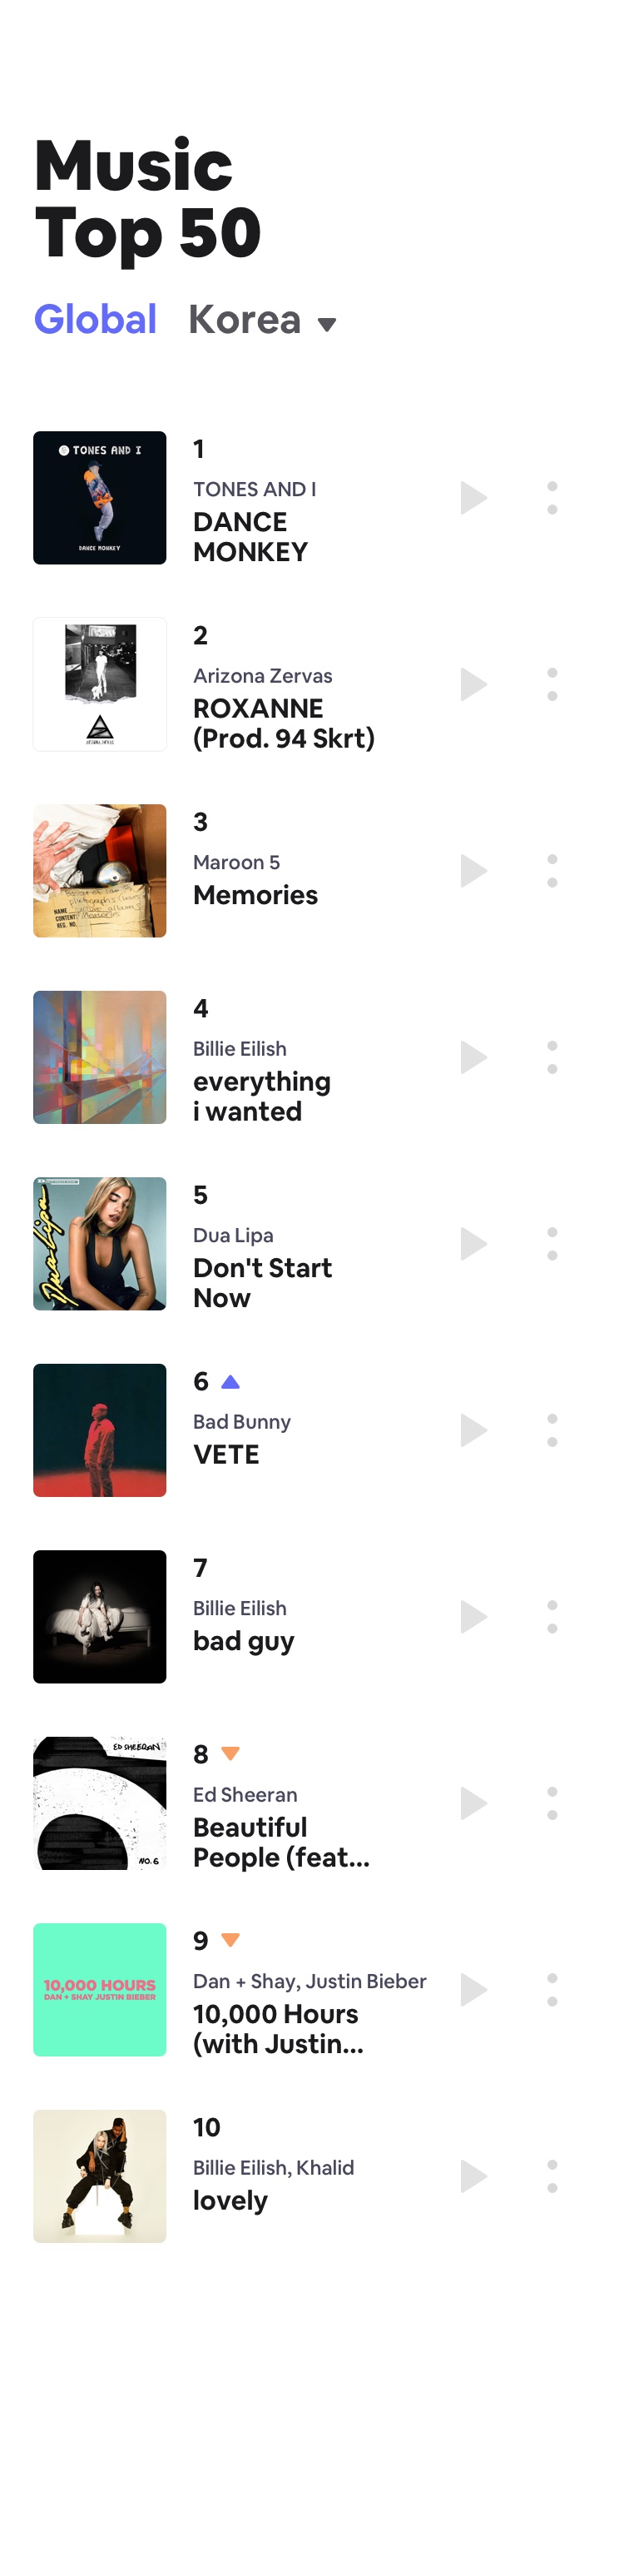 Music
Top 50
Global Korea
TONES AND I
DANCE MONKEY
1
TONES AND I
DANCE
MONKEY
2
Arizona Zervas
ROXANNE
(Prod. 94 Skrt)
NAME
CONTENT
REG. NO.
3
Maroon 5
Memories
4
Billie Eilish
everything
i wanted
Dua Lipa
5
Dua Lipa
Don't Start
Now
6
Bad Bunny
VETE
7
Billie Eilish
bad guy
ED SHEERAN
NO.6
8
Ed Sheeran
Beautiful
People (feat...
10,000 HOURS
DAN + SHAY JUSTIN BIEBER
9
Dan + Shay, Justin Bieber
10,000 Hours
(with Justin...
10
Billie Eilish, Khalid
lovely